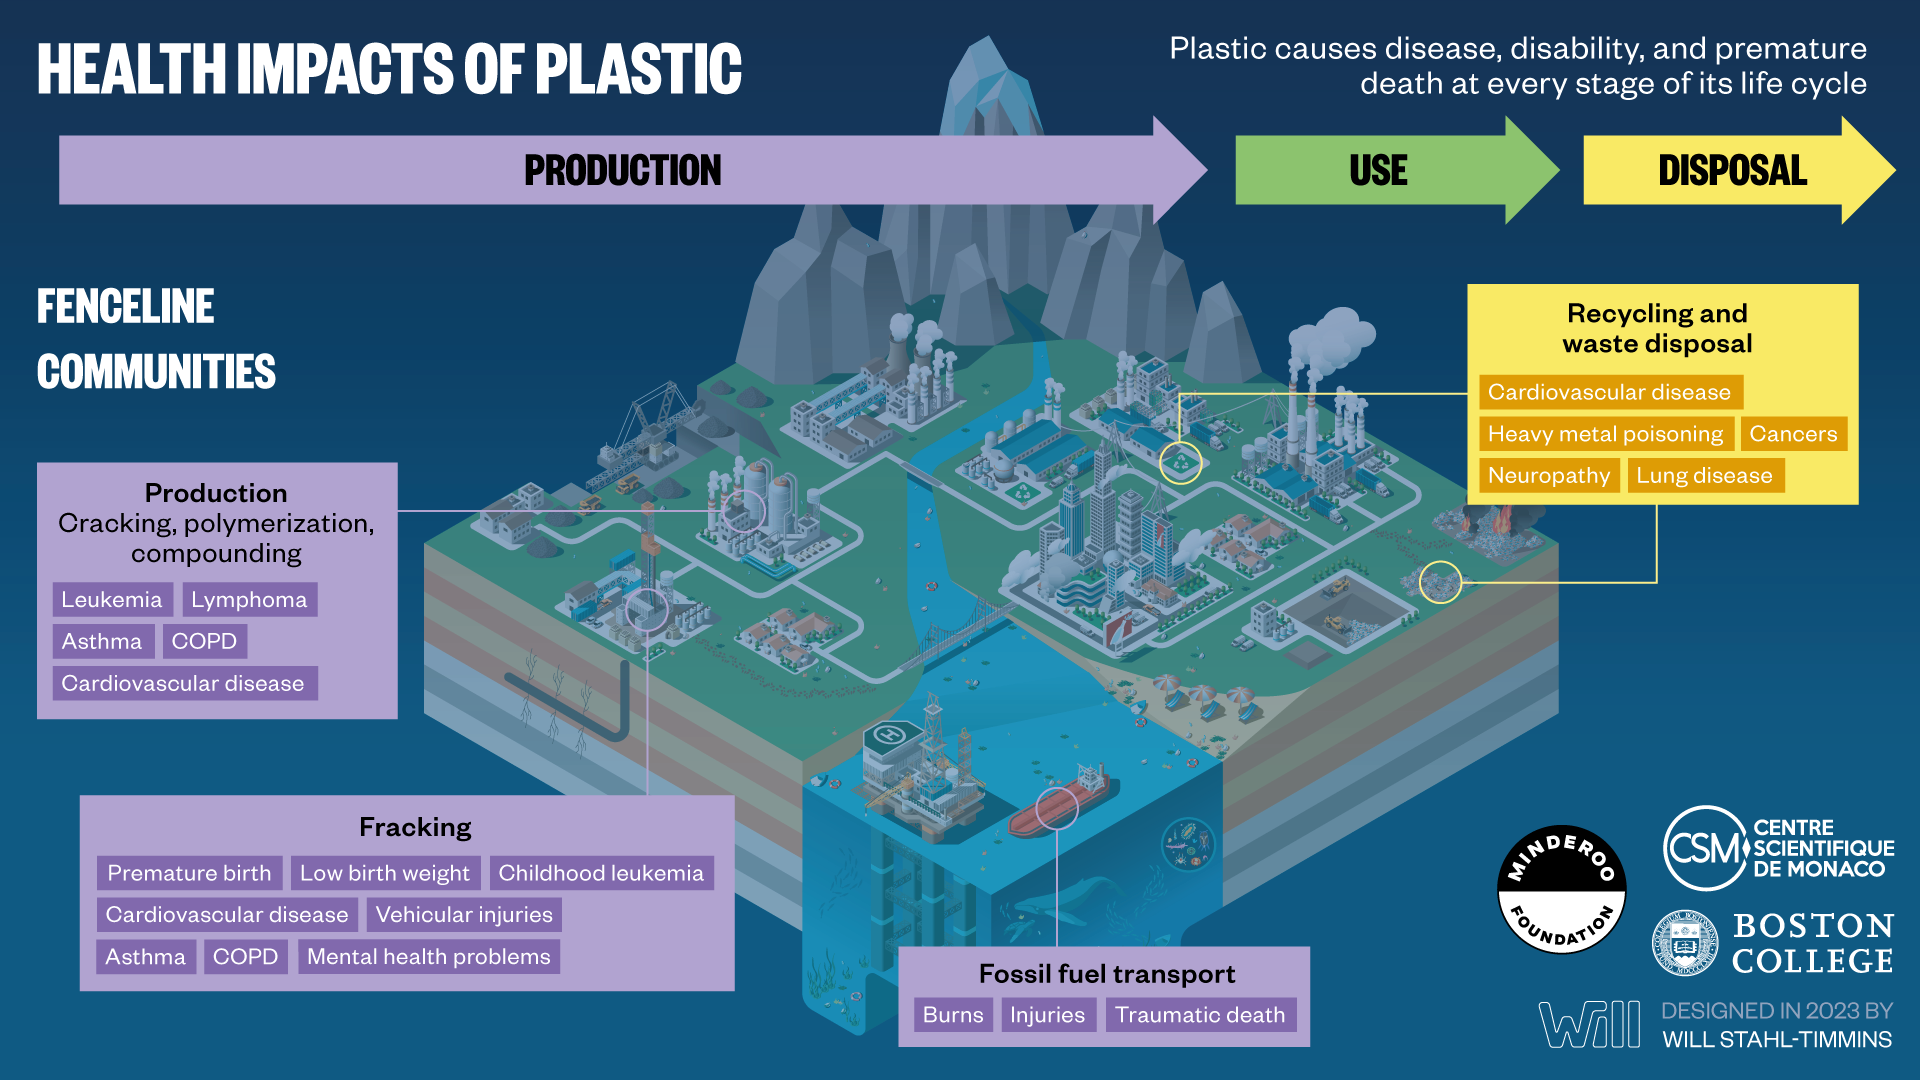 HEALTH IMPACTS OF PLASTIC
Plastic causes disease, disability, and premature
death at every stage of its life cycle
PRODUCTION
USE
DISPOSAL
FENCELINE
COMMUNITIES
Recycling and
waste disposal
Cardiovascular disease
Heavy metal poisoning
Cancers
Neuropathy
Lung disease
Production
Cracking, polymerization,
compounding
Leukemia
Lymphoma
Asthma
COPD
Cardiovascular disease
Fracking
Premature birth
Low birth weight
Childhood leukemia
Cardiovascular disease
Vehicular injuries
Asthma
COPD
Mental health problems
H
Fossil fuel transport
Burns
Injuries
Traumatic death
MINDEROO
FOUNDATION
CSM
CENTRE
SCIENTIFIQUE
DE MONACO
BOSTON
COLLEGE
Will
DESIGNED IN 2023 BY
WILL STAHL-TIMMINS